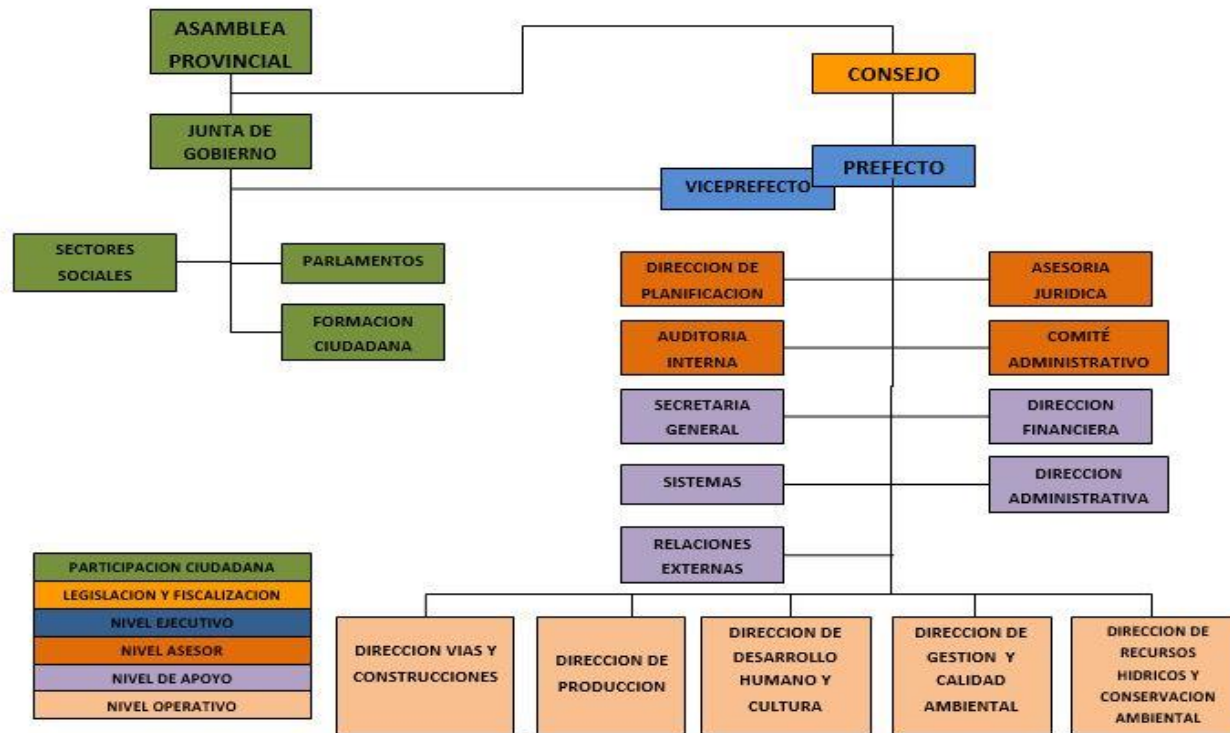 ASAMBLEA
PROVINCIAL
CONSEJO
JUNTA DE
GOBIERNO
PREFECTO
VICEPREFECTO
SECTORES
SOCIALES
PARLAMENTOS
FORMACION
CIUDADANA
DIRECCION DE
PLANIFICACION
ASESORIA
JURIDICA
AUDITORIA
INTERNA
COMITÉ
ADMINISTRATIVO
SECRETARIA
GENERAL
DIRECCION
FINANCIERA
SISTEMAS
DIRECCION
ADMINISTRATIVA
RELACIONES
EXTERNAS
PARTICIPACION CIUDADANA
LEGISLACION Y FISCALIZACION
NIVEL EJECUTIVO
NIVEL ASESOR
NIVEL DE APOYO
NIVEL OPERATIVO
DIRECCION VIAS Y
CONSTRUCCIONES
DIRECCION DE
PRODUCCION
DIRECCION DE
DESARROLLO
HUMANO Y
CULTURA
DIRECCION DE
GESTION Y
CALIDAD
AMBIENTAL
DIRECCION DE
RECURSOS
HIDRICOS Y
CONSERVACION
AMBIENTAL